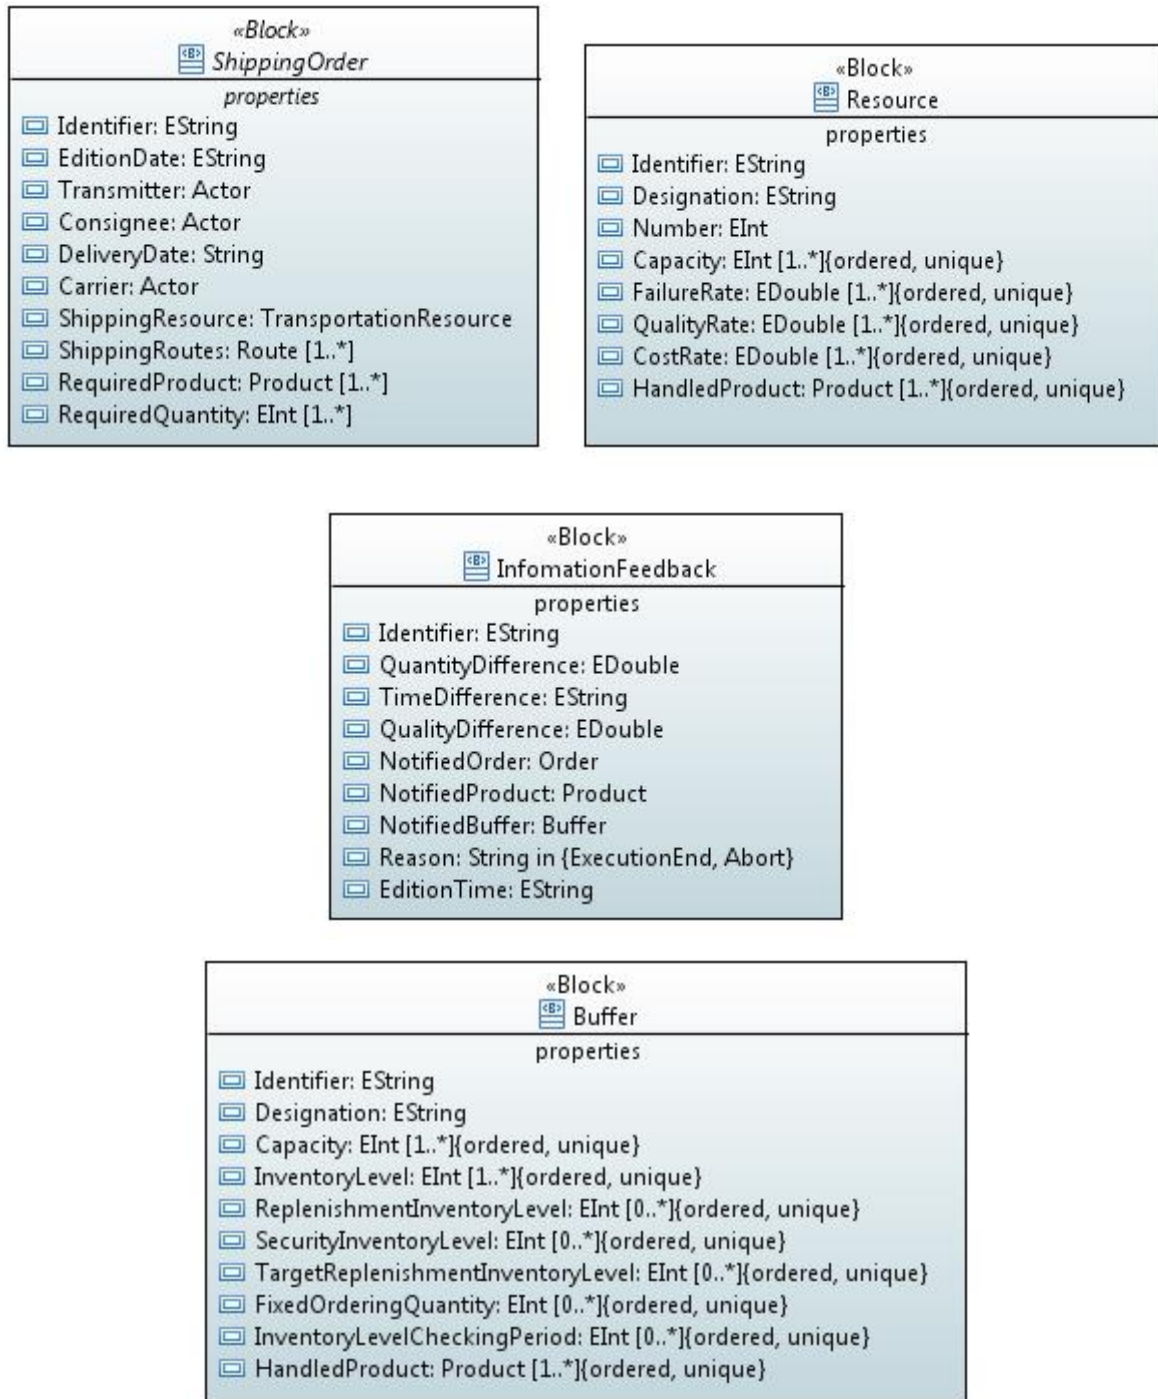 «Block»
ShippingOrder
properties
Identifier: EString
EditionDate: EString
Transmitter: Actor
Consignee: Actor
DeliveryDate: String
Carrier: Actor
ShippingResource: TransportationResource
ShippingRoutes: Route [1..*]
RequiredProduct: Product [1..*]
RequiredQuantity: EInt [1..*]
«Block»
Resource
properties
Identifier: EString
Designation: EString
Number: EInt
Capacity: EInt [1..*]{ordered, unique}
FailureRate: EDouble [1..*]{ordered, unique}
QualityRate: EDouble [1..*]{ordered, unique}
CostRate: EDouble [1..*]{ordered, unique}
HandledProduct: Product [1..*]{ordered, unique}
«Block»
InfomationFeedback
properties
Identifier: EString
QuantityDifference: EDouble
TimeDifference: EString
QualityDifference: EDouble
NotifiedOrder: Order
NotifiedProduct: Product
NotifiedBuffer: Buffer
Reason: String in {ExecutionEnd, Abort}
EditionTime: EString
«Block»
Buffer
properties
Identifier: EString
Designation: EString
Capacity: EInt [1..*]{ordered, unique}
InventoryLevel: EInt [1..*]{ordered, unique}
ReplenishmentInventoryLevel: EInt [0..*]{ordered, unique}
SecurityInventoryLevel: EInt [0..*]{ordered, unique}
TargetReplenishmentInventoryLevel: EInt [0..*]{ordered, unique}
FixedOrderingQuantity: EInt [0..*]{ordered, unique}
InventoryLevelCheckingPeriod: EInt [0..*]{ordered, unique}
HandledProduct: Product [1..*]{ordered, unique}